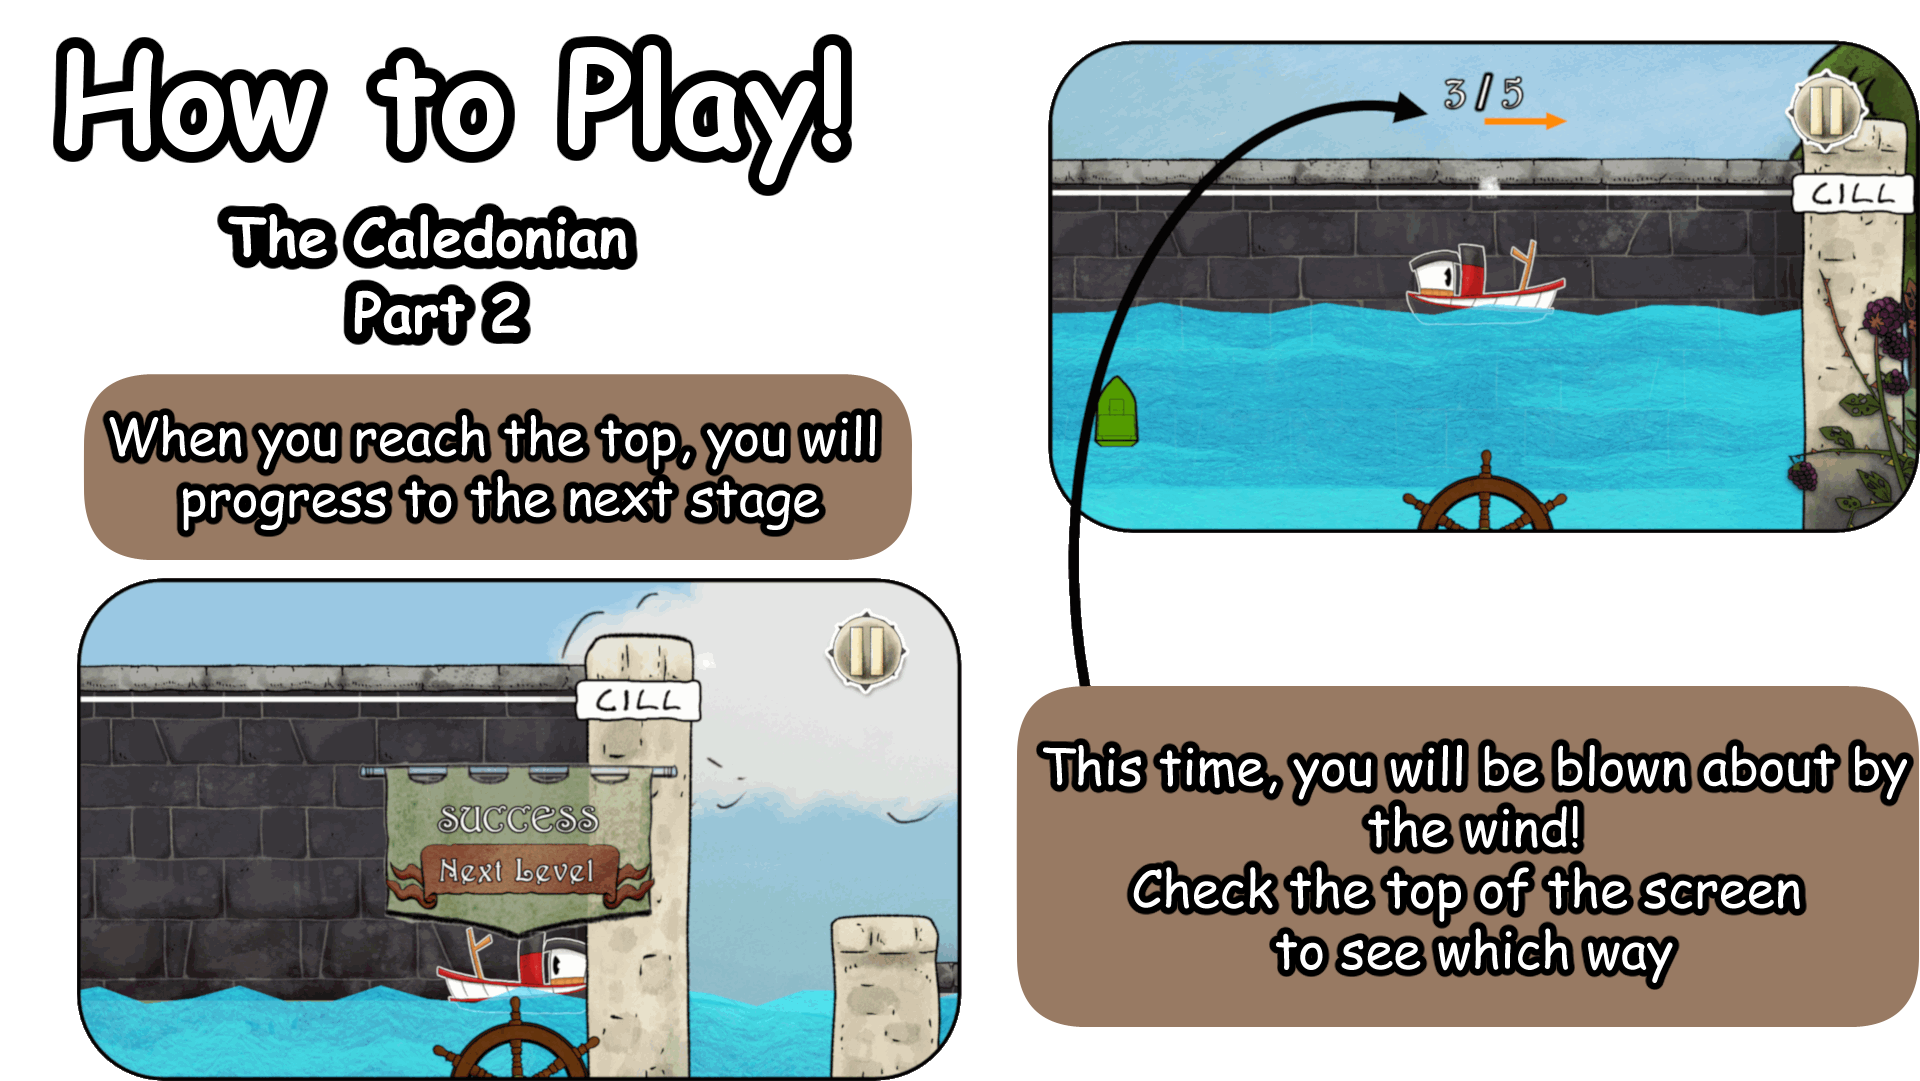 How to Play!
The Caledonian
Part 2
When you reach the top, you will
progress to the next stage
CILL
SUCCESS
Next Level
3 / 5
CILL
This time, you will be blown about by
the wind!
Check the top of the screen
to see which way